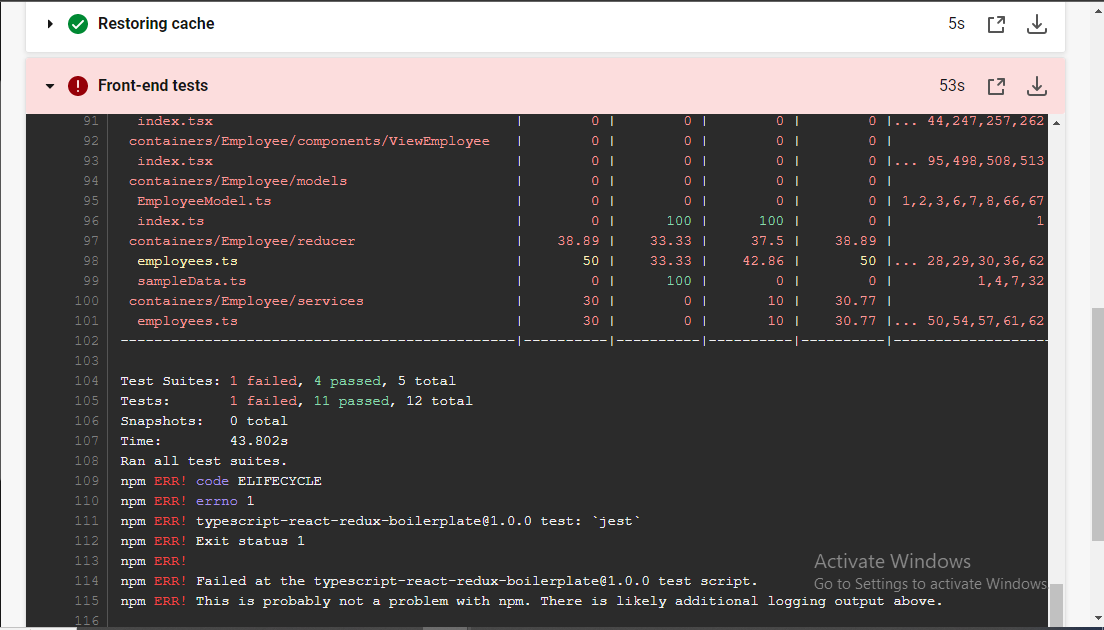 Restoring cache 5s
Front-end tests 53s
91 index.tsx | 0 | 0 | 0 | 0 |... 44,247,257,262
92 containers/Employee/components/ViewEmployee | 0 | 0 | 0 | 0 |
93 index.tsx | 0 | 0 | 0 | 0 |... 95,498,508,513
94 containers/Employee/models | 0 | 0 | 0 | 0 |
95 EmployeeModel.ts | 0 | 0 | 0 | 0 | 1,2,3,6,7,8,66,67
96 index.ts | 0 | 100 | 100 | 0 | 1
97 containers/Employee/reducer | 38.89 | 33.33 | 37.5 | 38.89 |
98 employees.ts | 50 | 33.33 | 42.86 | 50 |... 28,29,30,36,62
99 sampleData.ts | 0 | 100 | 0 | 0 | 1,4,7,32
100 containers/Employee/services | 30 | 0 | 10 | 30.77 |
101 employees.ts | 30 | 0 | 10 | 30.77 |... 50,54,57,61,62
102 -----------------------------------------------|----------|----------|----------|----------|-------------------
103
104 Test Suites: 1 failed, 4 passed, 5 total
105 Tests: 1 failed, 11 passed, 12 total
106 Snapshots: 0 total
107 Time: 43.802s
108 Ran all test suites.
109 npm ERR! code ELIFECYCLE
110 npm ERR! errno 1
111 npm ERR! typescript-react-redux-boilerplate@1.0.0 test: `jest`
112 npm ERR! Exit status 1
113 npm ERR!
114 npm ERR! Failed at the typescript-react-redux-boilerplate@1.0.0 test script.
115 npm ERR! This is probably not a problem with npm. There is likely additional logging output above.
116
Activate Windows
Go to Settings to activate Windows